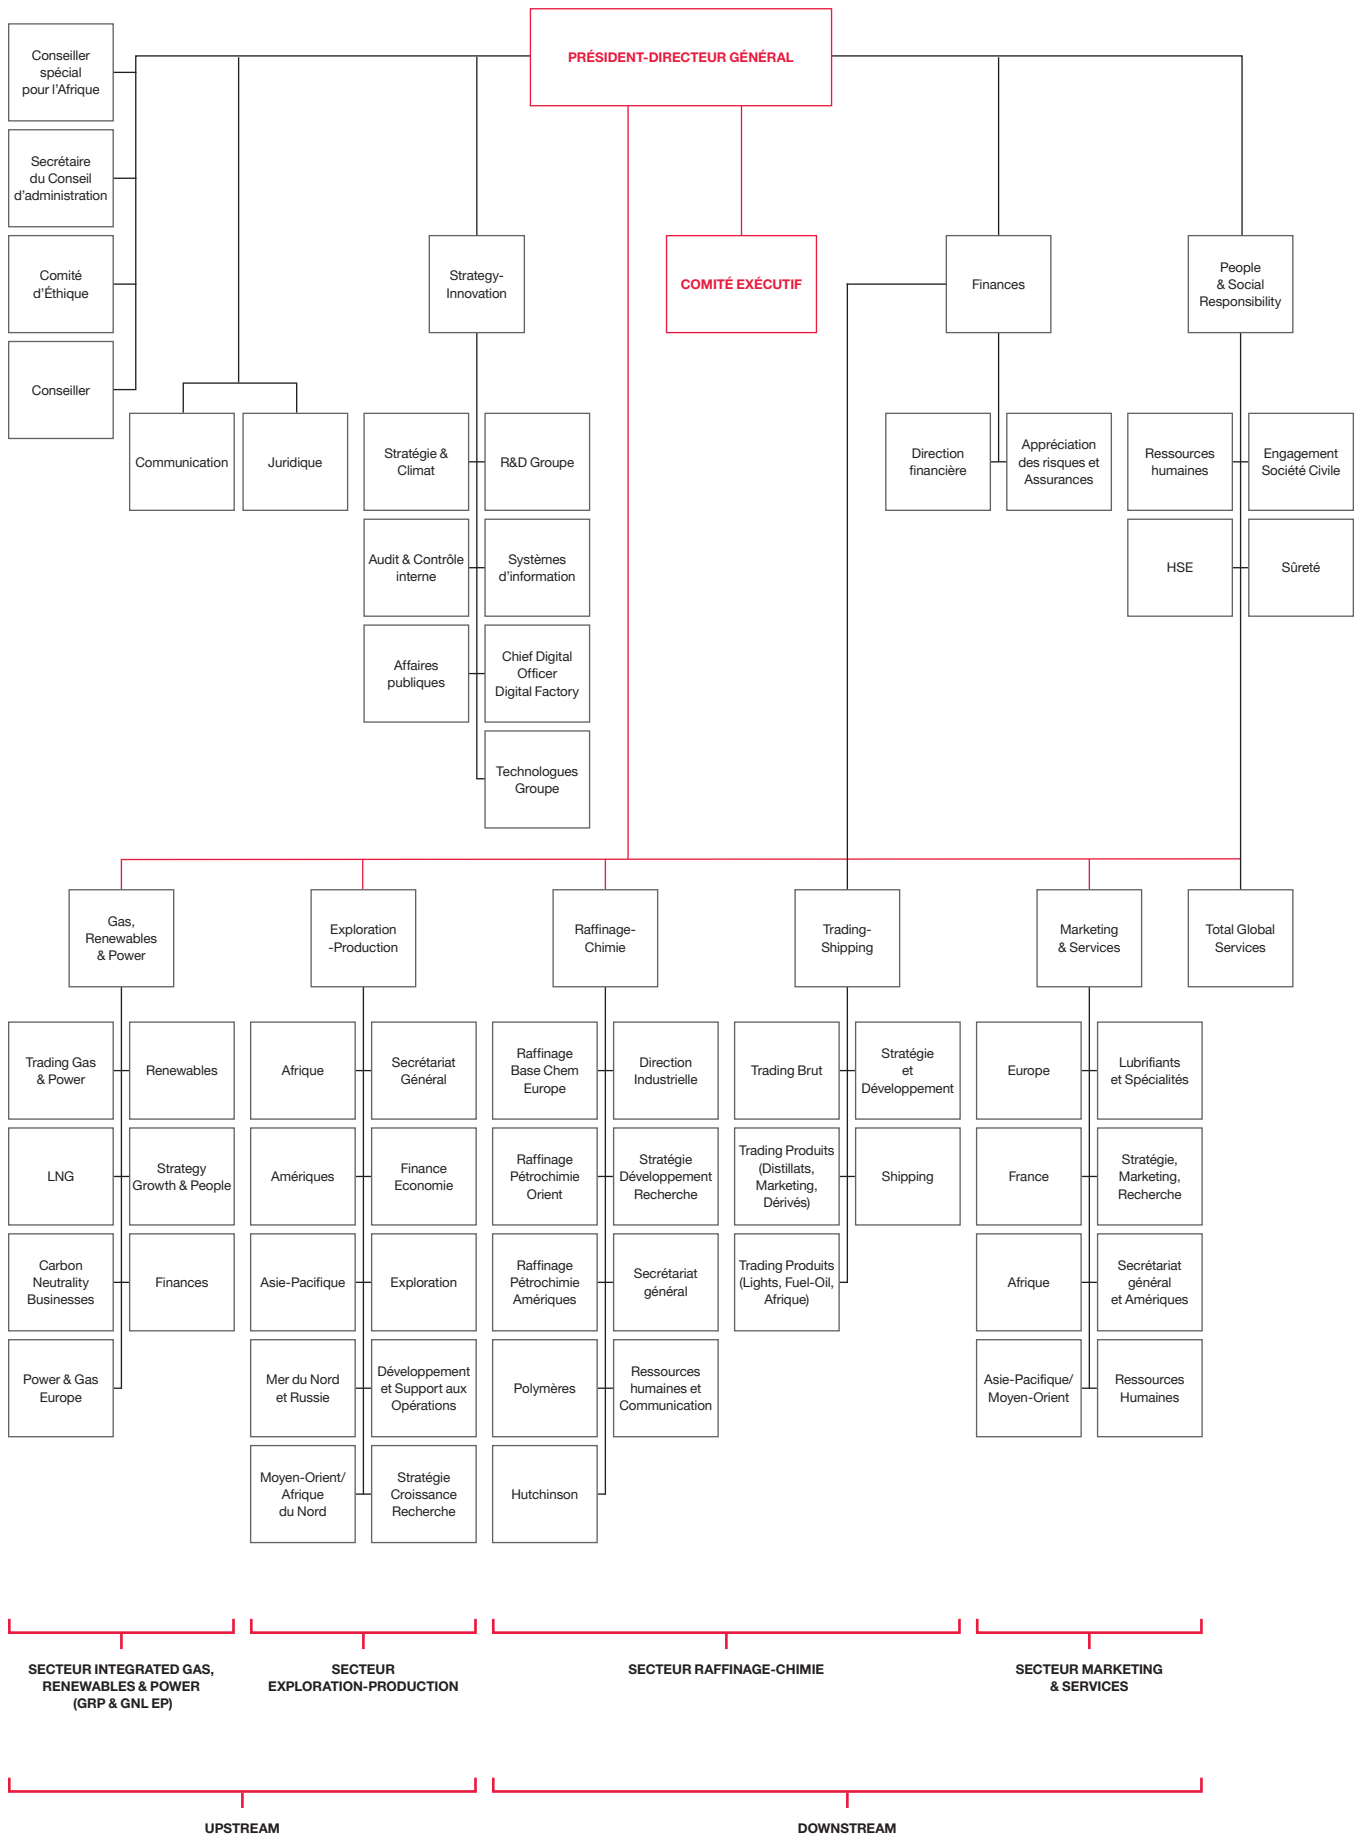 PRÉSIDENT-DIRECTEUR GÉNÉRAL
Conseiller
spécial
pour l'Afrique
Secrétaire
du Conseil
d'administration
Comité
d'Éthique
Conseiller
Strategy-
Innovation
COMITÉ EXÉCUTIF
Finances
People
& Social
Responsibility
Communication
Juridique
Stratégie &
Climat
R&D Groupe
Audit & Contrôle
interne
Systèmes
d'information
Affaires
publiques
Chief Digital
Officer
Digital Factory
Technologues
Groupe
Direction
financière
Appréciation
des risques et
Assurances
Ressources
humaines
Engagement
Société Civile
HSE
Sûreté
Gas,
Renewables
& Power
Exploration
-Production
Raffinage-
Chimie
Trading-
Shipping
Marketing
& Services
Total Global
Services
Trading Gas
& Power
Renewables
LNG
Strategy
Growth & People
Carbon
Neutrality
Businesses
Finances
Power & Gas
Europe
Afrique
Secrétariat
Général
Amériques
Finance
Economie
Asie-Pacifique
Exploration
Mer du Nord
et Russie
Développement
et Support aux
Opérations
Moyen-Orient/
Afrique
du Nord
Stratégie
Croissance
Recherche
Raffinage
Base Chem
Europe
Direction
Industrielle
Raffinage
Pétrochimie
Orient
Stratégie
Développement
Recherche
Raffinage
Pétrochimie
Amériques
Secrétariat
général
Polymères
Ressources
humaines et
Communication
Hutchinson
Trading Brut
Stratégie
et
Développement
Trading Produits
(Distillats,
Marketing,
Dérivés)
Shipping
Trading Produits
(Lights, Fuel-Oil,
Afrique)
Europe
Lubrifiants
et Spécialités
France
Stratégie,
Marketing,
Recherche
Afrique
Secrétariat
général
et Amériques
Asie-Pacifique/
Moyen-Orient
Ressources
Humaines
SECTEUR INTEGRATED GAS,
RENEWABLES & POWER
(GRP & GNL EP)
SECTEUR
EXPLORATION-PRODUCTION
SECTEUR RAFFINAGE-CHIMIE
SECTEUR MARKETING
& SERVICES
UPSTREAM
DOWNSTREAM